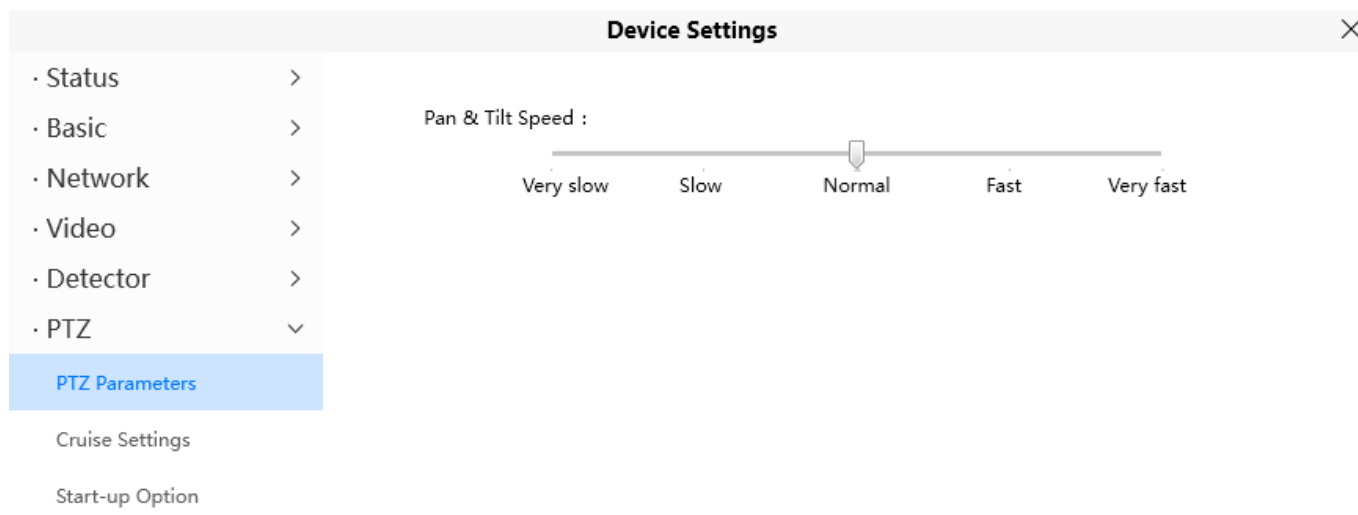 Device Settings
· Status
· Basic
· Network
· Video
· Detector
· PTZ
PTZ Parameters
Cruise Settings
Start-up Option
Pan & Tilt Speed :
Very slow Slow Normal Fast Very fast